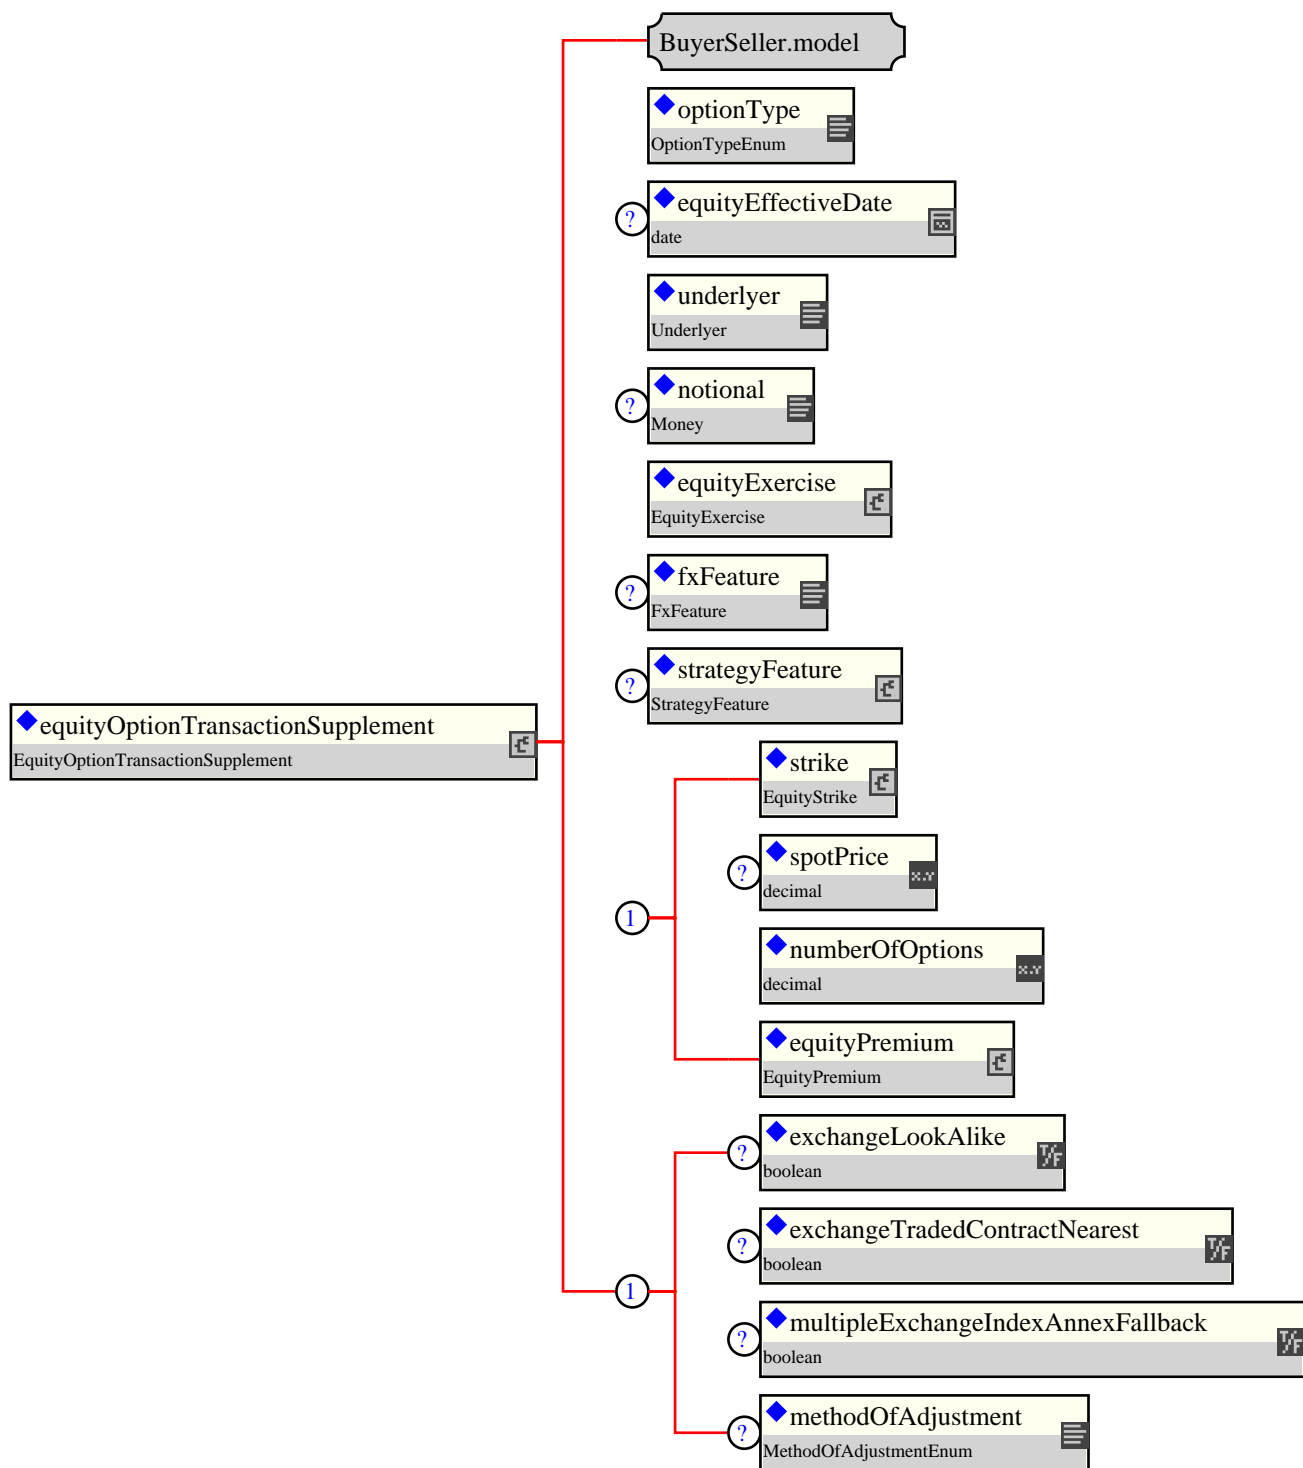 BuyerSeller.model
optionType
OptionTypeEnum
?
equityEffectiveDate
date
underlyer
Underlyer
?
notional
Money
equityExercise
EquityExercise
?
fxFeature
FxFeature
?
strategyFeature
StrategyFeature
equityOptionTransactionSupplement
EquityOptionTransactionSupplement
strike
EquityStrike
?
spotPrice
decimal
x.Y
1
numberOfOptions
decimal
x.Y
equityPremium
EquityPremium
?
exchangeLookAlike
boolean
T/F
?
exchangeTradedContractNearest
boolean
T/F
1
?
multipleExchangeIndexAnnexFallback
boolean
T/F
?
methodOfAdjustment
MethodOfAdjustmentEnum